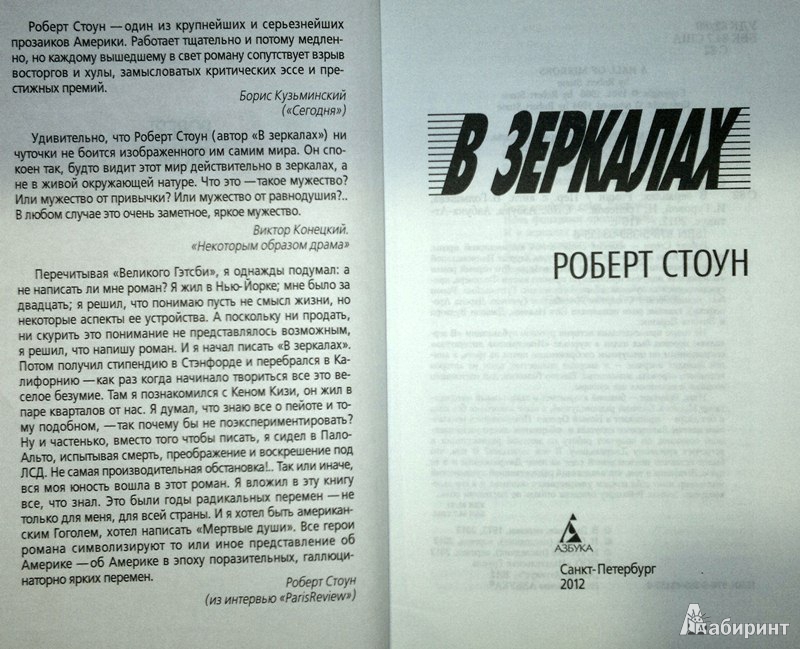 Роберт Стоун — один из крупнейших и серьезнейших
прозаиков Америки. Работает тщательно и потому медлен-
но, но каждому вышедшему в свет роману сопутствует взрыв
восторгов и хулы, замысловатых критических эссе и пре-
стижных премий.
Борис Кузьминский
(«Сегодня»)
Удивительно, что Роберт Стоун (автор «В зеркалах») ни
чуточки не боится изображенного им самим мира. Он спо-
коен так, будто видит этот мир действительно в зеркалах, а
не в живой окружающей натуре. Что это — такое мужество?
Или мужество от привычки? Или мужество от равнодушия?..
В любом случае это очень заметное, яркое мужество.
Виктор Конецкий.
«Некоторым образом драма»
Перечитывая «Великого Гэтсби», я однажды подумал: а
не написать ли мне роман? Я жил в Нью-Йорке; мне было за
двадцать; я решил, что понимаю пусть не смысл жизни, но
некоторые аспекты ее устройства. А поскольку ни продать,
ни скурить это понимание не представлялось возможным,
я решил, что напишу роман. И я начал писать «В зеркалах».
Потом получил стипендию в Стэнфорде и перебрался в Ка-
лифорнию — как раз когда начинало твориться все это ве-
селое безумие. Там я познакомился с Кеном Кизи, он жил в
паре кварталов от нас. Я думал, что знаю все о пейоте и то-
му подобном, — так почему бы не поэкспериментировать?
Ну и частенько, вместо того чтобы писать, я сидел в Пало-
Альто, испытывая смерть, преображение и воскрешение под
ЛСД. Не самая производительная обстановка!.. Так или иначе,
вся моя юность вошла в этот роман. Я вложил в эту книгу
все, что знал. Это были годы радикальных перемен — не
только для меня, для всей страны. И я хотел быть американ-
ским Гоголем, хотел написать «Мертвые души». Все герои
романа символизируют то или иное представление об
Америке — об Америке в эпоху поразительных, галлюци-
наторно ярких перемен.
Роберт Стоун
(из интервью «ParisReview»)
В ЗЕРКАЛАХ
РОБЕРТ СТОУН
АЗБУКА
Санкт-Петербург
2012
Лабиринт